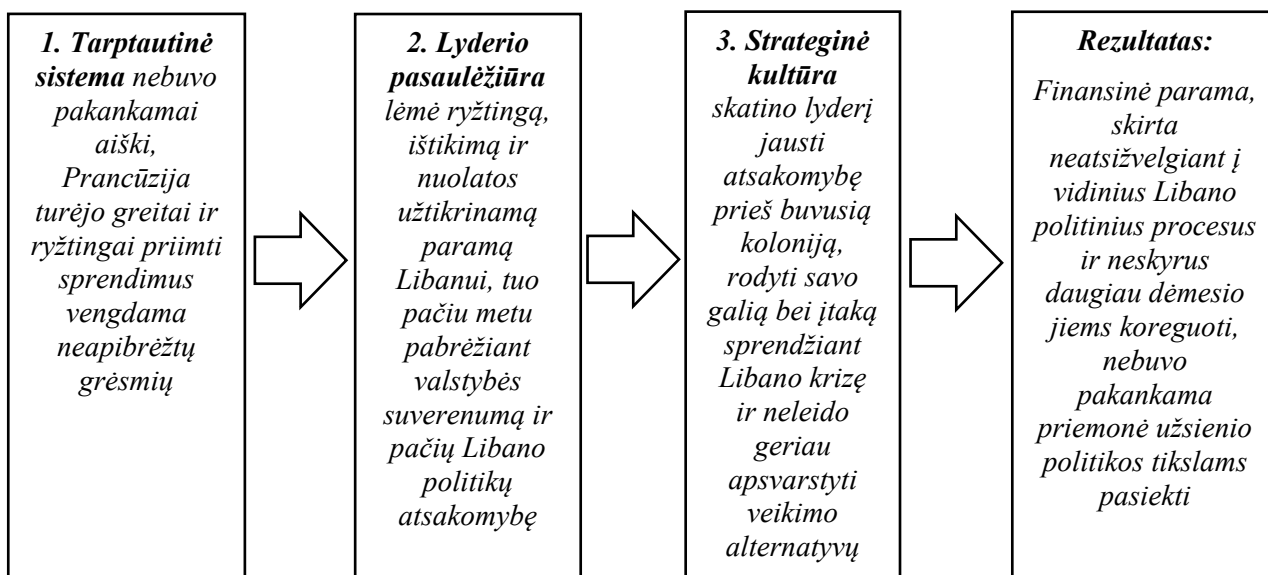 1. Tarptautinė
sistema nebuvo
pakankamai
aiški,
Prancūzija
turėjo greitai ir
ryžtingai priimti
sprendimus
vengdama
neapibrėžtų
grėsmių
2. Lyderio
pasaulėžiūra
lėmė ryžtingą,
ištikimą ir
nuolatos
užtikrinamą
paramą
Libanui, tuo
pačiu metu
pabrėžiant
valstybės
suverenumą ir
pačių Libano
politikų
atsakomybę
3. Strateginė
kultūra
skatino lyderį
jausti
atsakomybę
prieš buvusią
koloniją,
rodyti savo
galią bei įtaką
sprendžiant
Libano krizę
ir neleido
geriau
apsvarstyti
veikimo
alternatyvų
Rezultatas:
Finansinė parama,
skirta
neatsižvelgiant į
vidinius Libano
politinius procesus
ir neskyrus
daugiau dėmesio
jiems koreguoti,
nebuvo
pakankama
priemonė užsienio
politikos tikslams
pasiekti